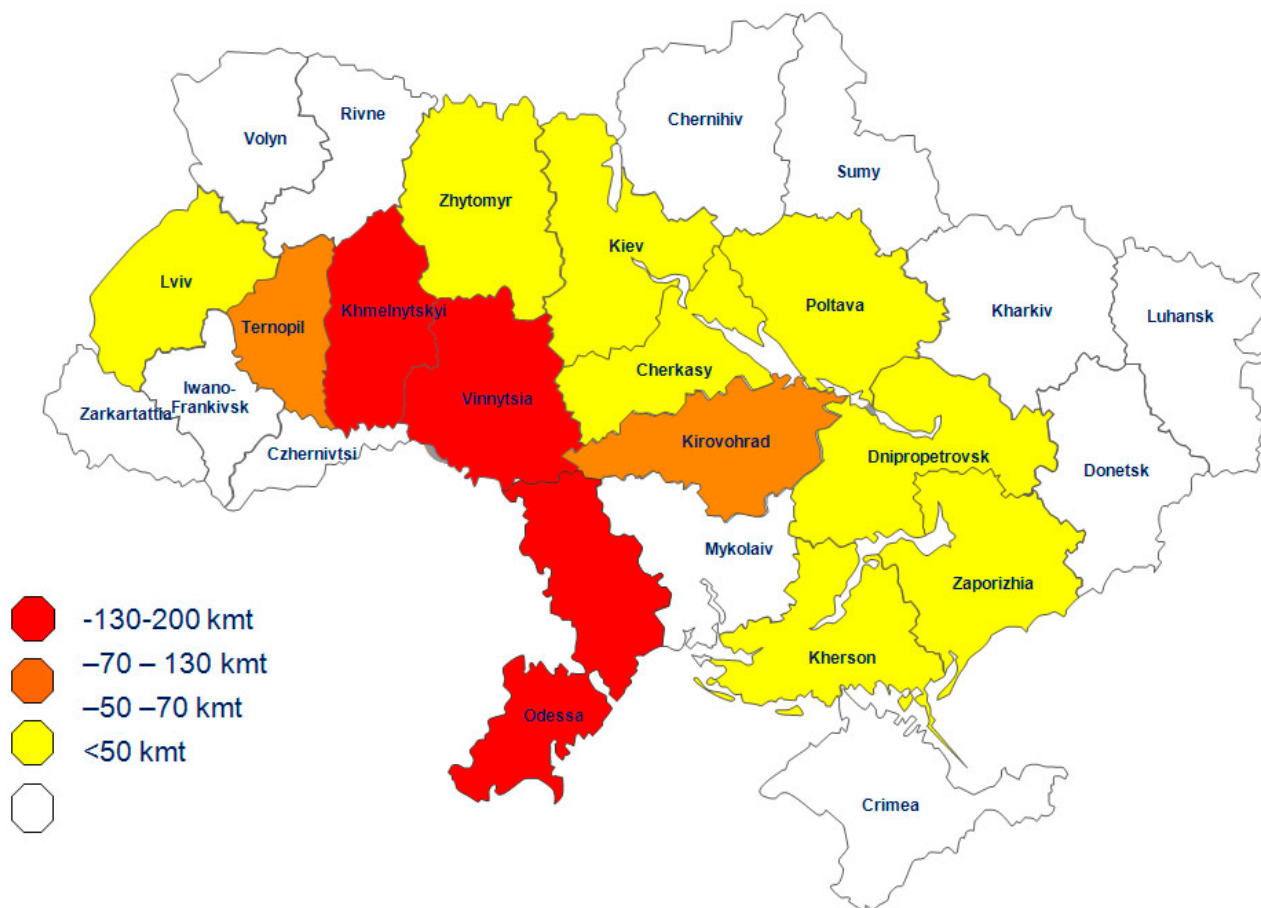 Chernihiv
Rivne
Volyn
Sumy
Zhytomyr
Kiev
Lviv
Poltava
Kharkiv
Luhansk
Khmelnytskyi
Ternopil
Cherkasy
Iwano-
Frankivsk
Zarkartattia
Vinnytsia
Kirovohrad
Czhernivtsi
Dnipropetrovsk
Donetsk
Mykolaiv
Zaporizhia
Kherson
Odessa
Crimea
-130-200 kmt
–70 – 130 kmt
–50 –70 kmt
<50 kmt